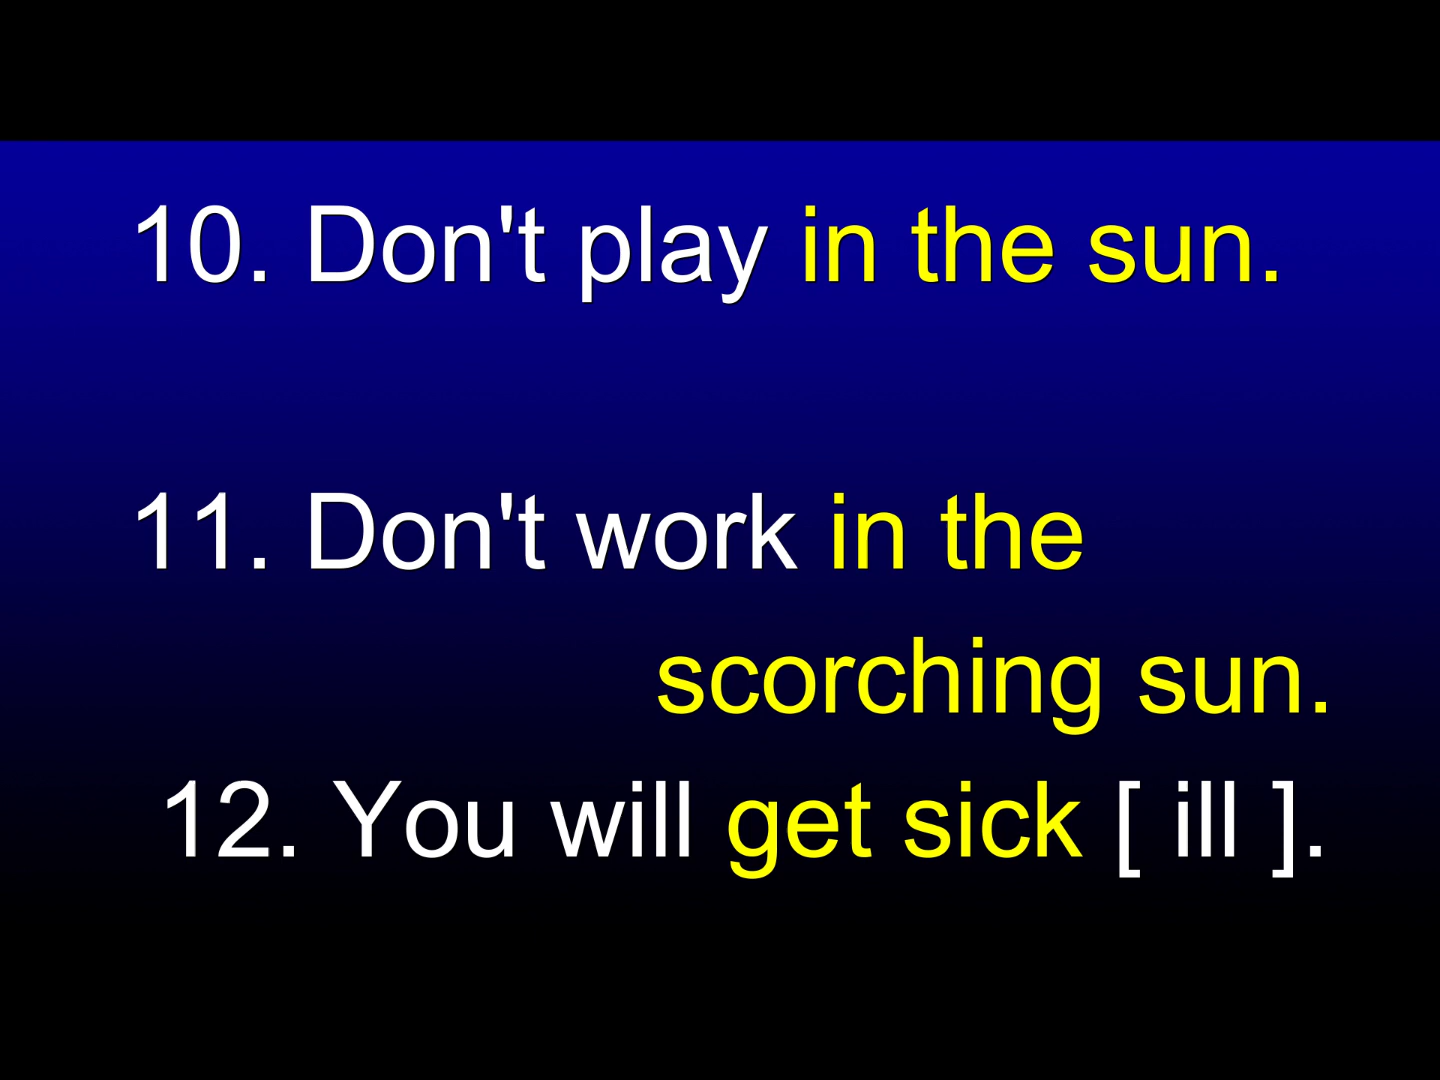 10. Don't play in the sun.
11. Don't work in the
scorching sun.
12. You will get sick [ ill ].